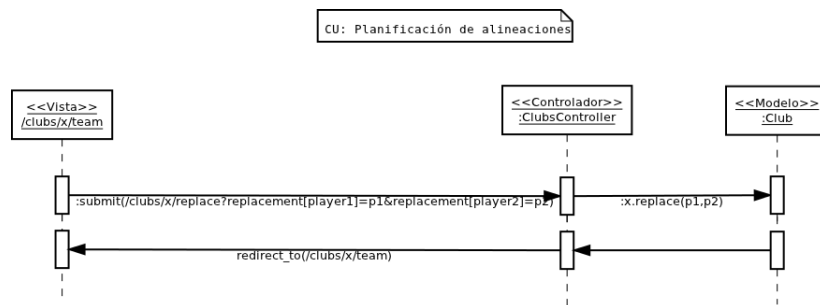 CU: Planificación de alineaciones
<<Vista>>
/clubs/x/team
<<Controlador>>
:ClubsController
<<Modelo>>
:Club
:submit(/clubs/x/replace?replacement[player1]=p1&replacement[player2]=p2)
:x.replace(p1,p2)
redirect_to(/clubs/x/team)